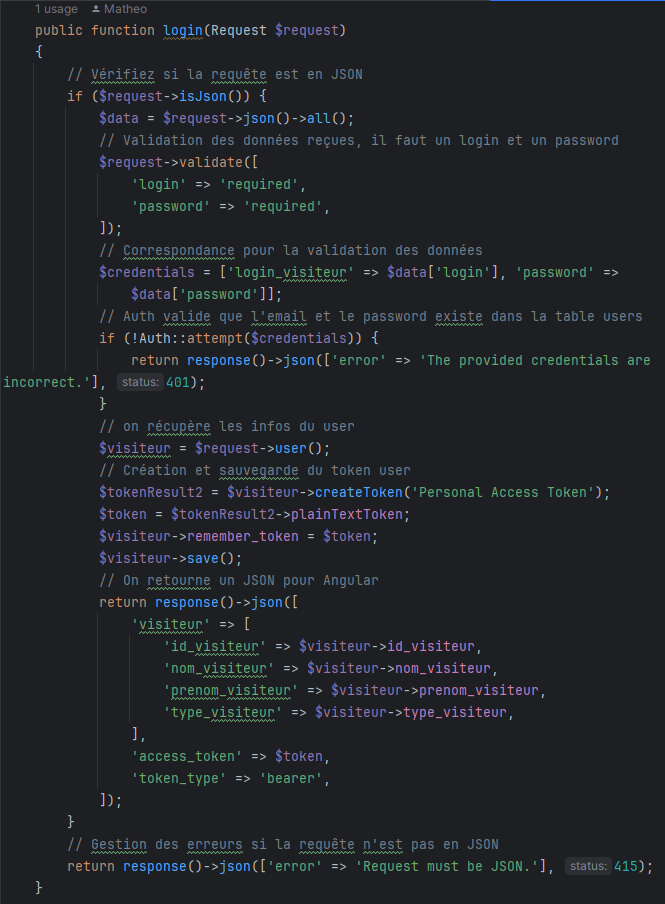 1 usage Matheo
public function login(Request $request)
{
// Vérifiez si la requête est en JSON
if ($request->isJson()) {
$data = $request->json()->all();
// Validation des données reçues, il faut un login et un password
$request->validate([
'login' => 'required',
'password' => 'required',
]);
// Correspondance pour la validation des données
$credentials = ['login_visiteur' => $data['login'], 'password' =>
$data['password']];
// Auth valide que l'email et le password existe dans la table users
if (!Auth::attempt($credentials)) {
return response()->json(['error' => 'The provided credentials are
incorrect.'], status: 401);
}
// on récupère les infos du user
$visiteur = $request->user();
// Création et sauvegarde du token user
$tokenResult2 = $visiteur->createToken('Personal Access Token');
$token = $tokenResult2->plainTextToken;
$visiteur->remember_token = $token;
$visiteur->save();
// On retourne un JSON pour Angular
return response()->json([
'visiteur' => [
'id_visiteur' => $visiteur->id_visiteur,
'nom_visiteur' => $visiteur->nom_visiteur,
'prenom_visiteur' => $visiteur->prenom_visiteur,
'type_visiteur' => $visiteur->type_visiteur,
],
'access_token' => $token,
'token_type' => 'bearer',
]);
}
// Gestion des erreurs si la requête n'est pas en JSON
return response()->json(['error' => 'Request must be JSON.'], status: 415);
}